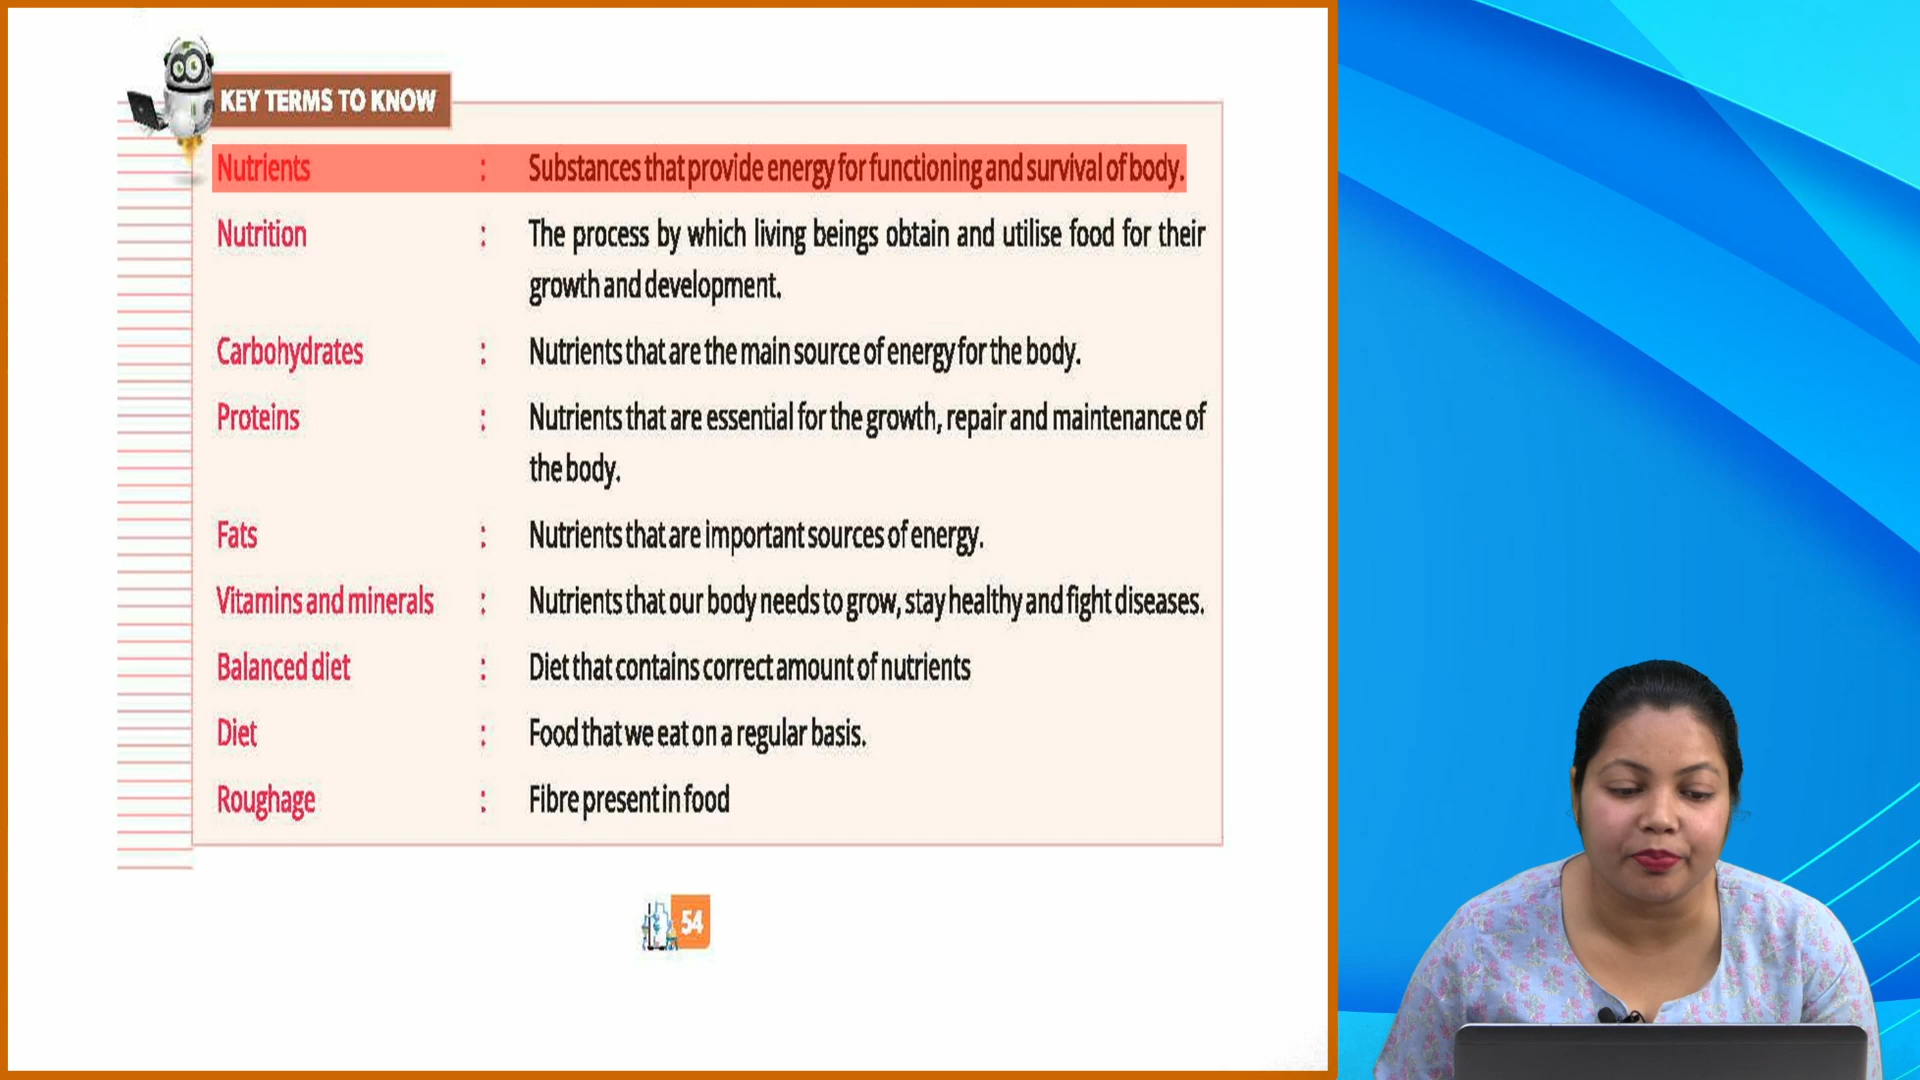 KEY TERMS TO KNOW
Nutrients : Substances that provide energy for functioning and survival of body.
Nutrition : The process by which living beings obtain and utilise food for their
growth and development.
Carbohydrates : Nutrients that are the main source of energy for the body.
Proteins : Nutrients that are essential for the growth, repair and maintenance of
the body.
Fats : Nutrients that are important sources of energy.
Vitamins and minerals : Nutrients that our body needs to grow, stay healthy and fight diseases.
Balanced diet : Diet that contains correct amount of nutrients
Diet : Food that we eat on a regular basis.
Roughage : Fibre present in food
54